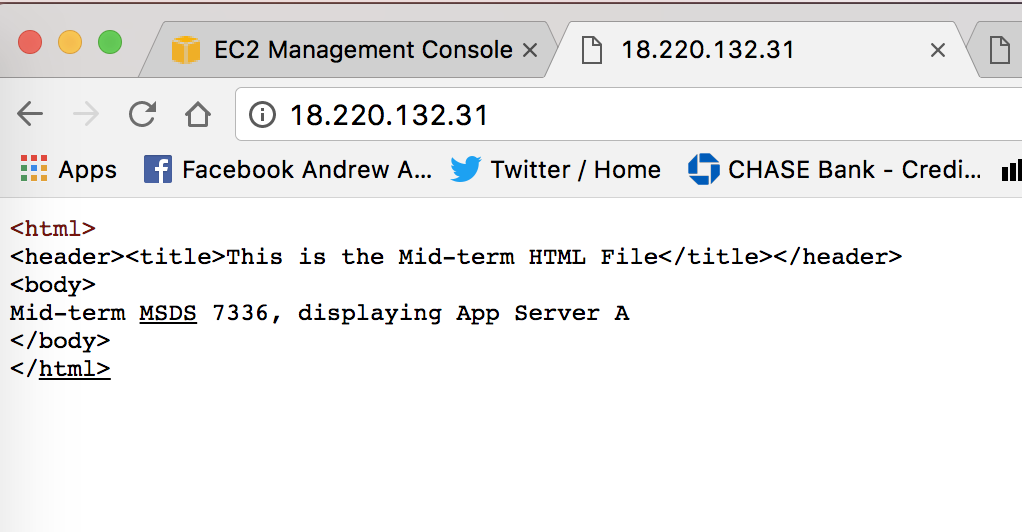 EC2 Management Console
18.220.132.31
18.220.132.31
Apps Facebook Andrew A... Twitter / Home CHASE Bank - Credi...
<html>
<header><title>This is the Mid-term HTML File</title></header>
<body>
Mid-term MSDS 7336, displaying App Server A
</body>
</html>